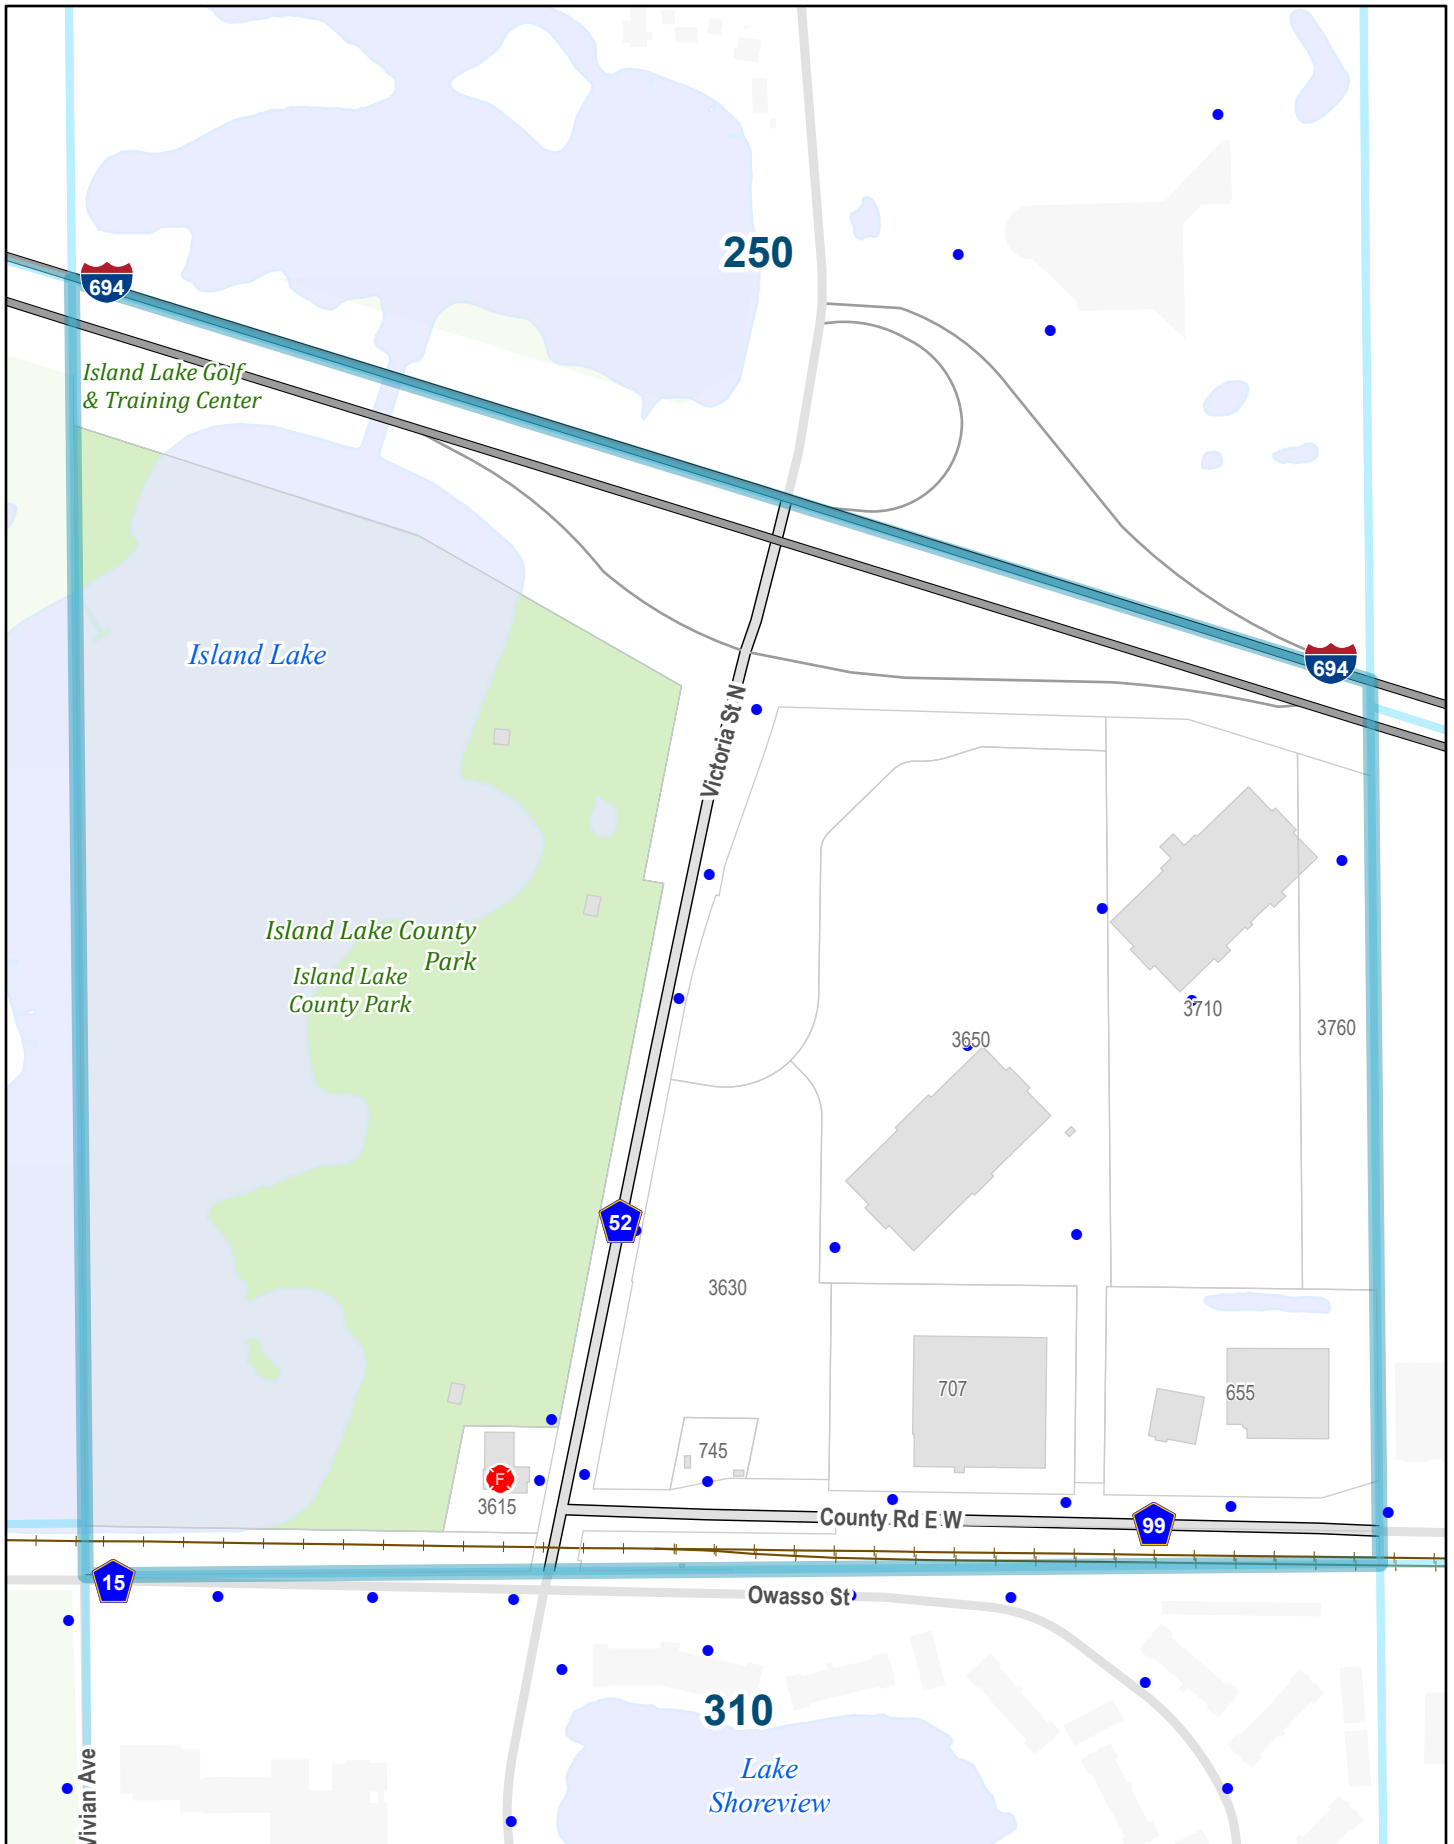 250
694
Island Lake Golf
& Training Center
Island Lake
694
Victoria St N
Island Lake County
Park
Island Lake
County Park
3710
3760
3650
52
3630
707
655
745
F
3615
County Rd E W
99
15
Owasso St
310
Lake
Shoreview
Vivian Ave